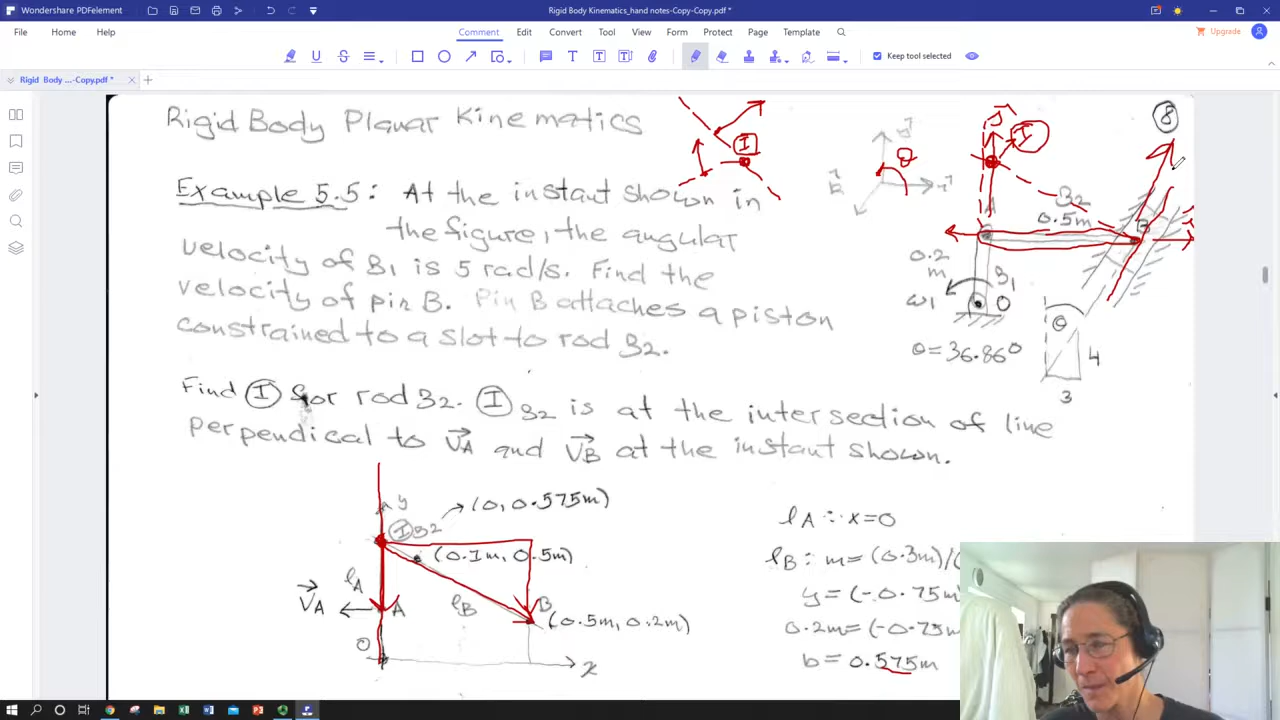 Wondershare PDFelement
Rigid Body Kinematics_hand notes-Copy-Copy.pdf *
File Home Help
Comment Edit Convert Tool View Form Protect Page Template
Upgrade
Keep tool selected
Rigid Body ...-Copy.pdf *
Rigid Body Planar Kinematics
8
I
I
θ
Example 5.5: At the instant shown in
the figure, the angular
velocity of B1 is 5 rad/s. Find the
velocity of pin B. Pin B attaches a piston
constrained to a slot to rod B2.
A
B2
0.5m
B
0.2
m
ω1
B1
O
θ
θ=36.86°
4
3
Find I for rod B2. I B2 is at the intersection of line
perpendical to VA and VB at the instant shown.
y
(0, 0.575m)
I B2
(0.1m, 0.5m)
lA
VA
A
lB
B
(0.5m, 0.2m)
O
x
lA : x=0
lB : m = (0.3m)/
y = (-0.75m
0.2m = (-0.75m
b = 0.575m